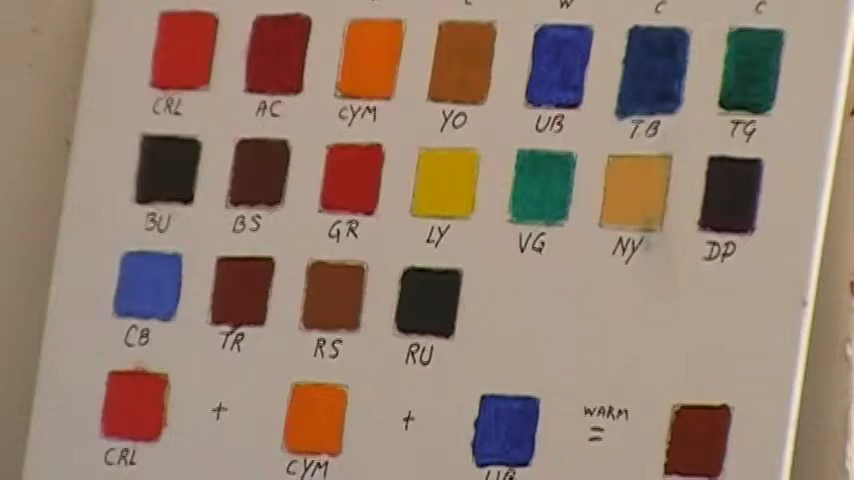 W C C
CRL AC CYM YO UB TB TG
BU BS GR LY VG NY DP
CB TR RS RU
+ + WARM =
CRL CYM UB